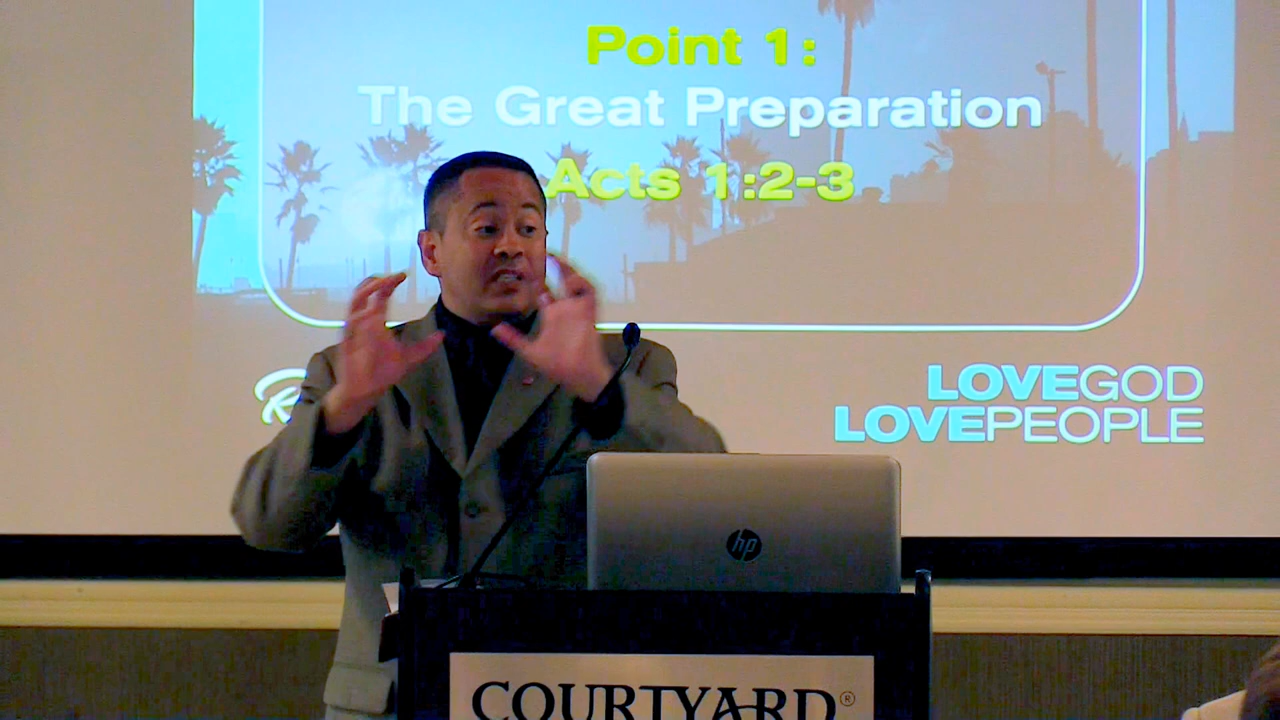 Point 1:
The Great Preparation
Acts 1:2-3
R
LOVEGOD
LOVEPEOPLE
hp
COURTYARD®